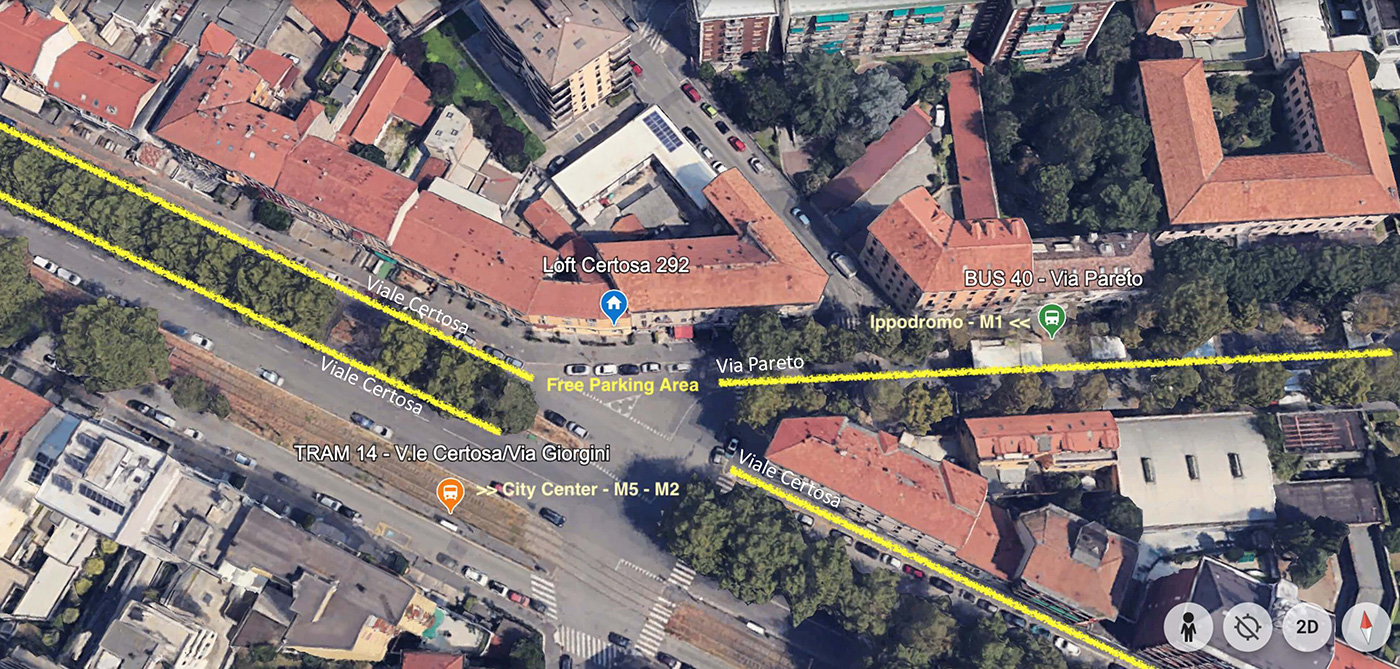 Loft Certosa 292
BUS 40 - Via Pareto
Viale Certosa
Ippodromo - M1 <<
Viale Certosa
Via Pareto
Free Parking Area
TRAM 14 - V.le Certosa/Via Giorgini
Viale Certosa
>> City Center - M5 - M2
2D